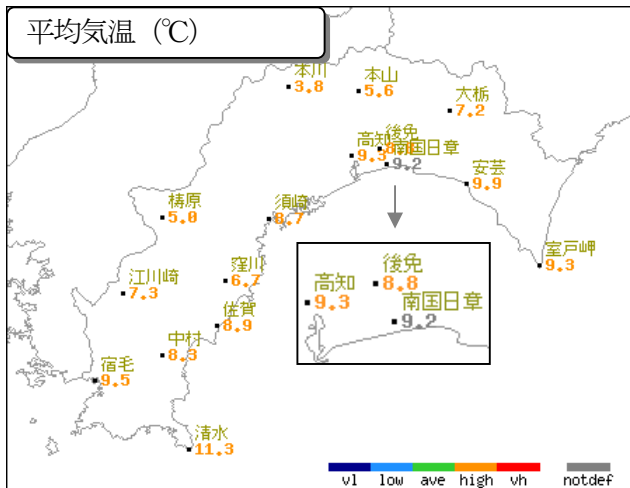 平均気温（℃）
本川
3.8
本山
5.6
大栃
7.2
高知
9.3
後免
8.8
南国日章
9.2
安芸
9.9
梼原
5.0
須崎
8.7
室戸岬
9.3
江川崎
7.3
窪川
6.7
佐賀
8.9
中村
8.3
宿毛
9.5
清水
11.3
高知
9.3
後免
8.8
南国日章
9.2
vl low ave high vh notdef